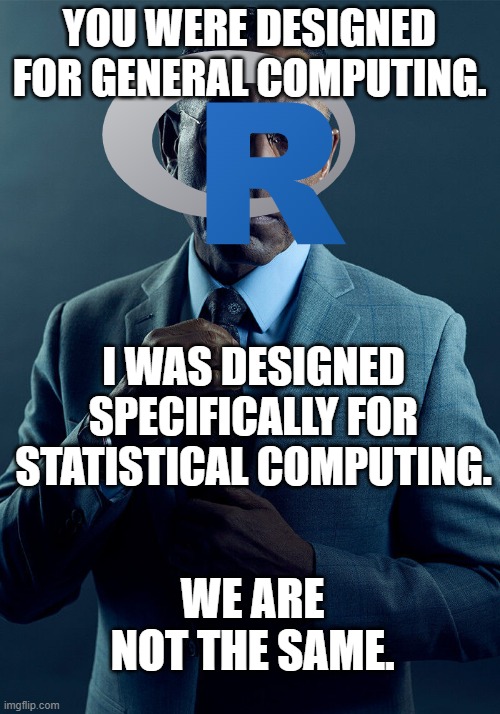 YOU WERE DESIGNED
FOR GENERAL COMPUTING.
R
I WAS DESIGNED
SPECIFICALLY FOR
STATISTICAL COMPUTING.
WE ARE
NOT THE SAME.
imgflip.com